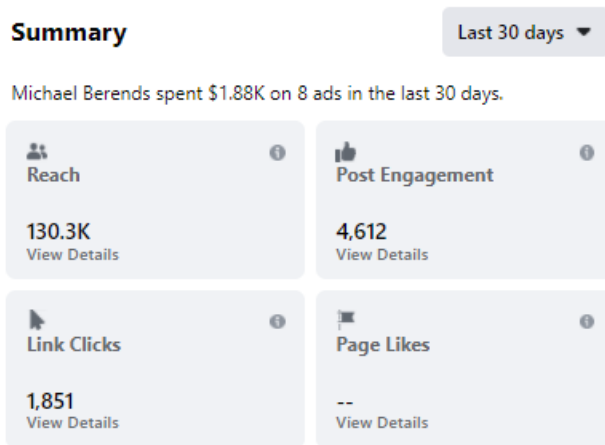 Summary
Last 30 days
Michael Berends spent $1.88K on 8 ads in the last 30 days.
Reach
130.3K
View Details
Post Engagement
4,612
View Details
Link Clicks
1,851
View Details
Page Likes
--
View Details